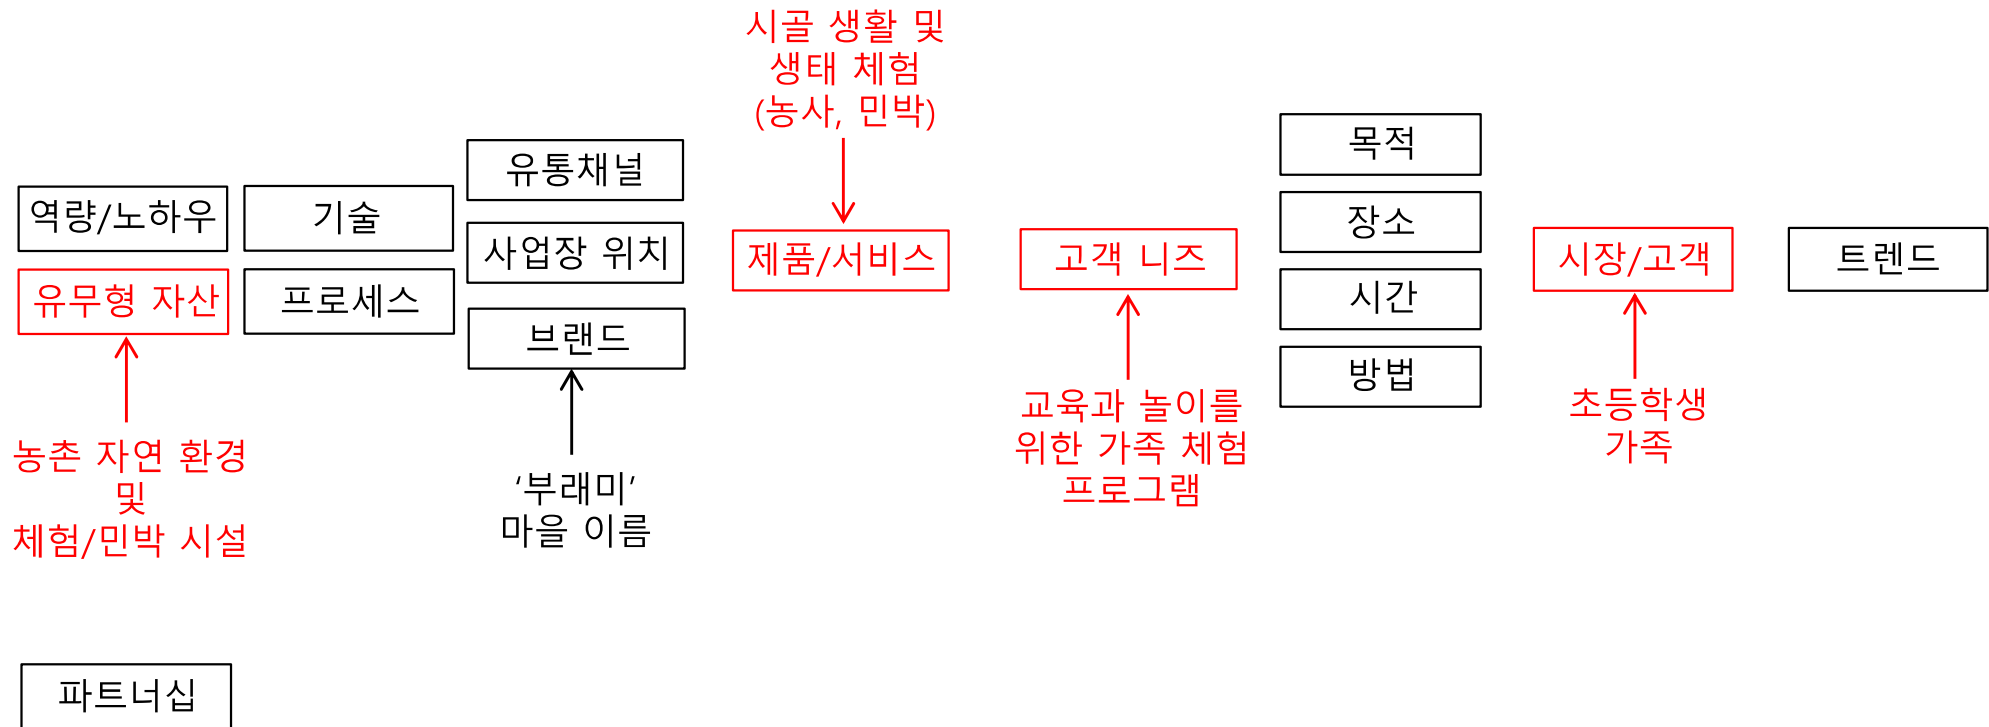 시골 생활 및
생태 체험
(농사, 민박)
역량/노하우
기술
유통채널
사업장 위치
유무형 자산
프로세스
브랜드
제품/서비스
고객 니즈
목적
장소
시간
방법
시장/고객
트렌드
농촌 자연 환경
및
체험/민박 시설
‘부래미’
마을 이름
교육과 놀이를
위한 가족 체험
프로그램
초등학생
가족
파트너십